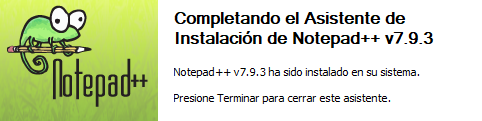 Notepad++
Completando el Asistente de
Instalación de Notepad++ v7.9.3
Notepad++ v7.9.3 ha sido instalado en su sistema.
Presione Terminar para cerrar este asistente.